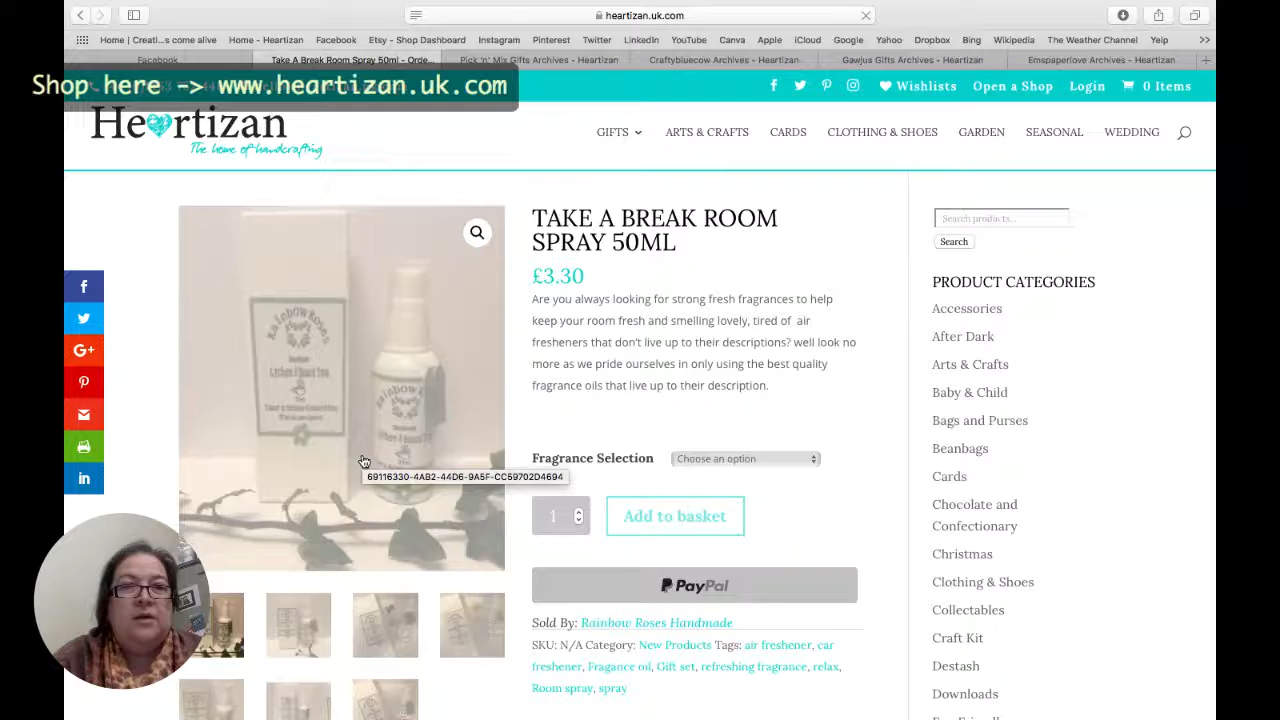 heartizan.uk.com
Home | Creati...s come alive Home - Heartizan Facebook Etsy - Shop Dashboard Instagram Pinterest Twitter LinkedIn YouTube Canva Apple iCloud Google Yahoo Dropbox Bing Wikipedia The Weather Channel Yelp >>
Facebook Take A Break Room Spray 50ml - Orde... Pick 'n' Mix Gifts Archives - Heartizan Craftybluecow Archives - Heartizan Gawjus Gifts Archives - Heartizan Emspaperlove Archives - Heartizan
Shop here -> www.heartizan.uk.com
Wishlists Open a Shop Login 0 Items
Heartizan
The home of handcrafting
GIFTS ARTS & CRAFTS CARDS CLOTHING & SHOES GARDEN SEASONAL WEDDING
TAKE A BREAK ROOM
SPRAY 50ML
£3.30
Are you always looking for strong fresh fragrances to help
keep your room fresh and smelling lovely, tired of air
fresheners that don't live up to their descriptions? well look no
more as we pride ourselves in only using the best quality
fragrance oils that live up to their description.
Fragrance Selection Choose an option
69116330-4AB2-44D6-9A5F-CC59702D4694
1 Add to basket
PayPal
Sold By: Rainbow Roses Handmade
SKU: N/A Category: New Products Tags: air freshener, car
freshener, Fragance oil, Gift set, refreshing fragrance, relax,
Room spray, spray
Search products...
Search
PRODUCT CATEGORIES
Accessories
After Dark
Arts & Crafts
Baby & Child
Bags and Purses
Beanbags
Cards
Chocolate and
Confectionary
Christmas
Clothing & Shoes
Collectables
Craft Kit
Destash
Downloads
G+
in
Rainbow Roses
Rainbow Roses